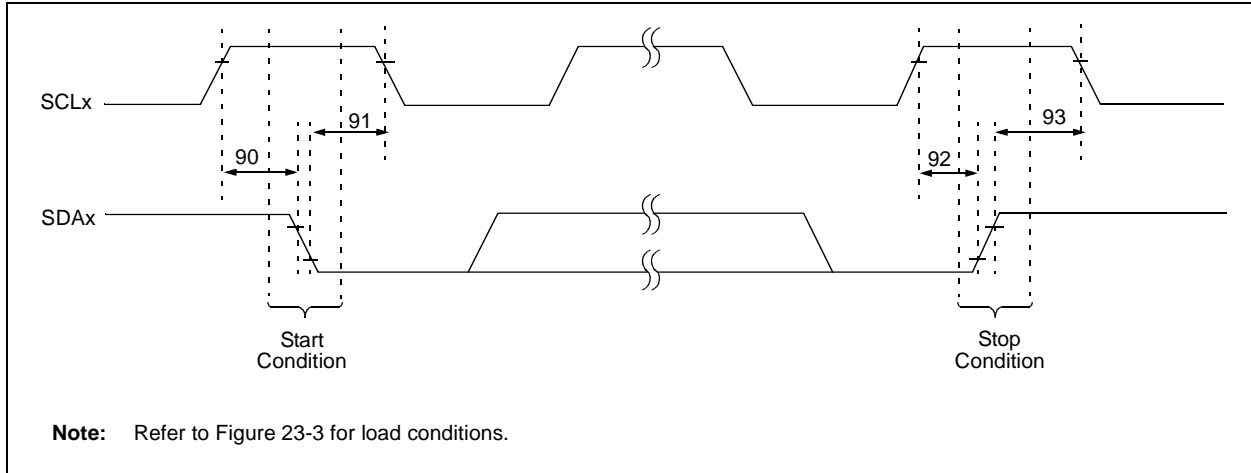 SCLx
91
93
90
92
SDAx
Start
Condition
Stop
Condition
Note: Refer to Figure 23-3 for load conditions.